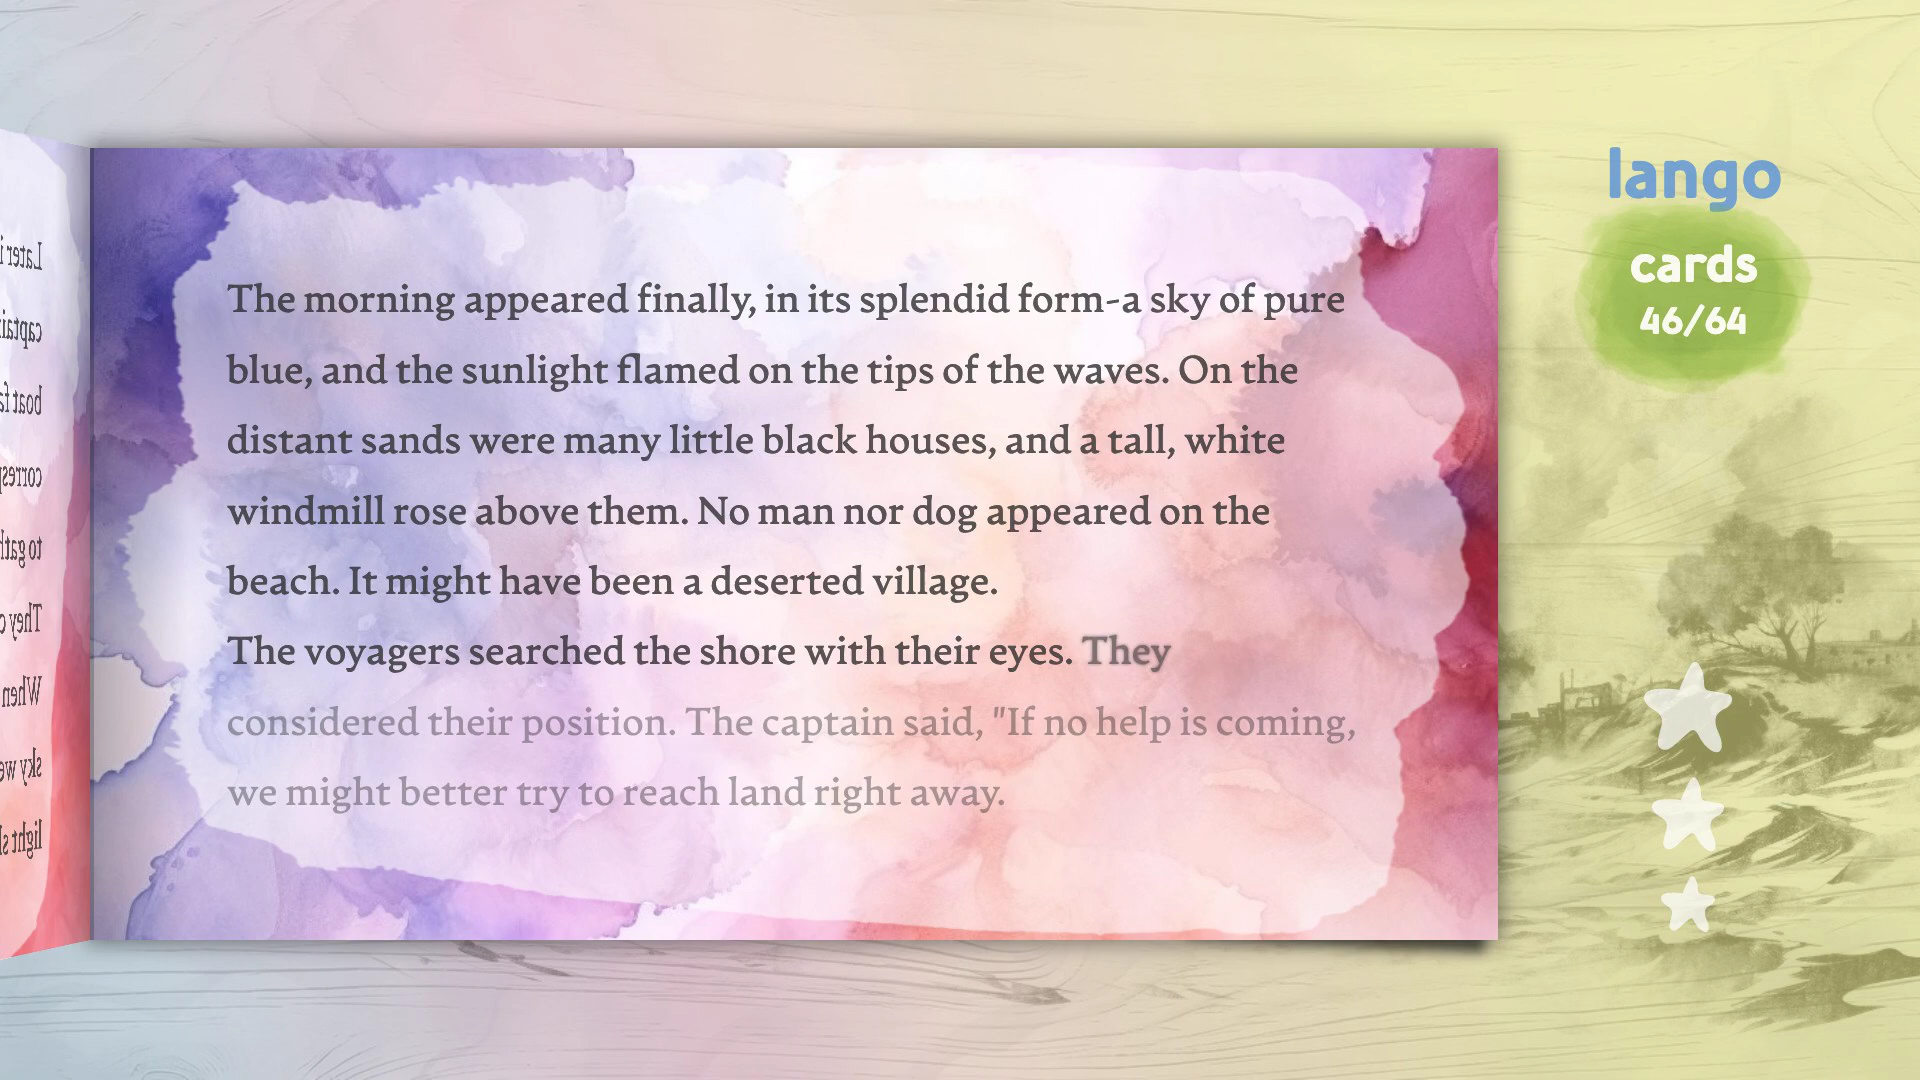 The morning appeared finally, in its splendid form-a sky of pure
blue, and the sunlight flamed on the tips of the waves. On the
distant sands were many little black houses, and a tall, white
windmill rose above them. No man nor dog appeared on the
beach. It might have been a deserted village.
The voyagers searched the shore with their eyes. They
considered their position. The captain said, "If no help is coming,
we might better try to reach land right away.
lango
cards
46/64